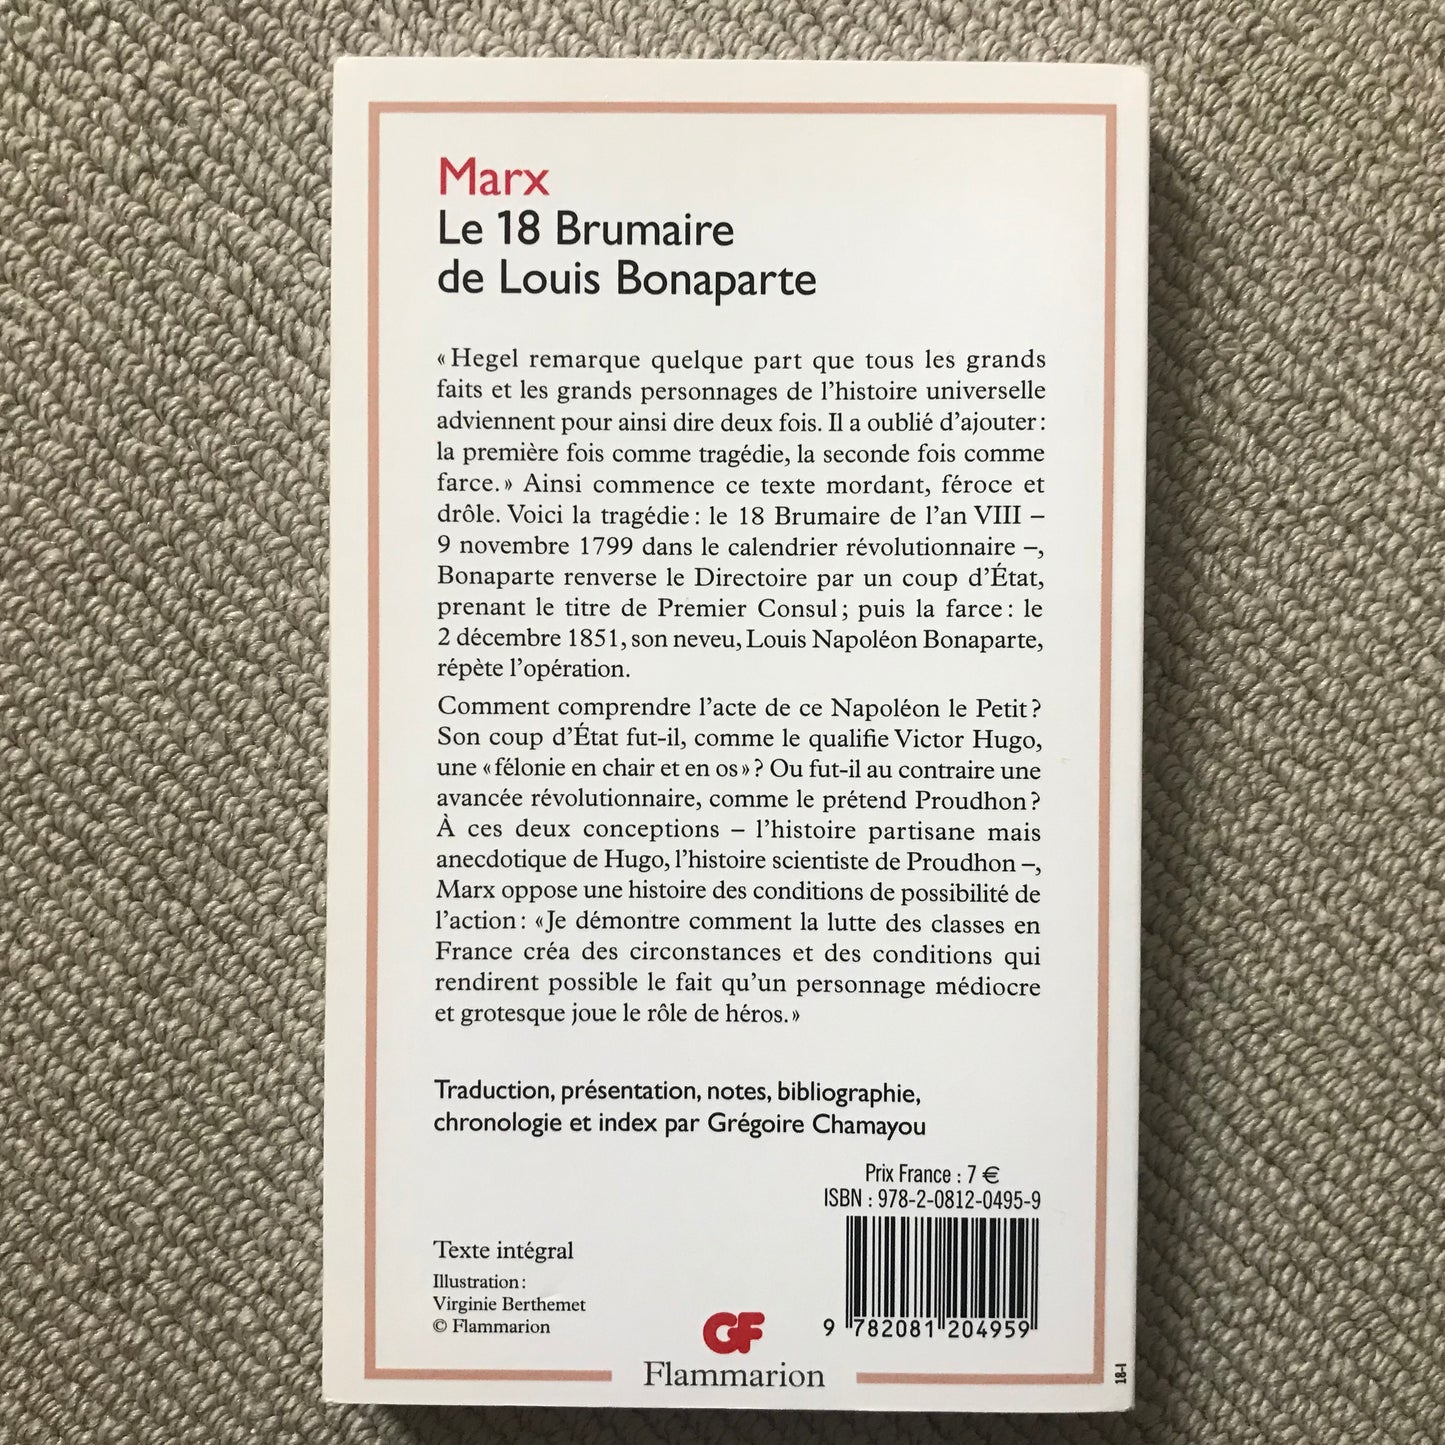 Marx
Le 18 Brumaire
de Louis Bonaparte
« Hegel remarque quelque part que tous les grands
faits et les grands personnages de l’histoire universelle
adviennent pour ainsi dire deux fois. Il a oublié d’ajouter :
la première fois comme tragédie, la seconde fois comme
farce. » Ainsi commence ce texte mordant, féroce et
drôle. Voici la tragédie : le 18 Brumaire de l’an VIII –
9 novembre 1799 dans le calendrier révolutionnaire –,
Bonaparte renverse le Directoire par un coup d’État,
prenant le titre de Premier Consul ; puis la farce : le
2 décembre 1851, son neveu, Louis Napoléon Bonaparte,
répète l’opération.
Comment comprendre l’acte de ce Napoléon le Petit ?
Son coup d’État fut-il, comme le qualifie Victor Hugo,
une « félonie en chair et en os » ? Ou fut-il au contraire une
avancée révolutionnaire, comme le prétend Proudhon ?
À ces deux conceptions – l’histoire partisane mais
anecdotique de Hugo, l’histoire scientiste de Proudhon –,
Marx oppose une histoire des conditions de possibilité de
l’action : « Je démontre comment la lutte des classes en
France créa des circonstances et des conditions qui
rendirent possible le fait qu’un personnage médiocre
et grotesque joue le rôle de héros. »
Traduction, présentation, notes, bibliographie,
chronologie et index par Grégoire Chamayou
Prix France : 7 €
ISBN : 978-2-0812-0495-9
9 782081 204959
Texte intégral
Illustration :
Virginie Berthemet
© Flammarion
GF
Flammarion
18-I